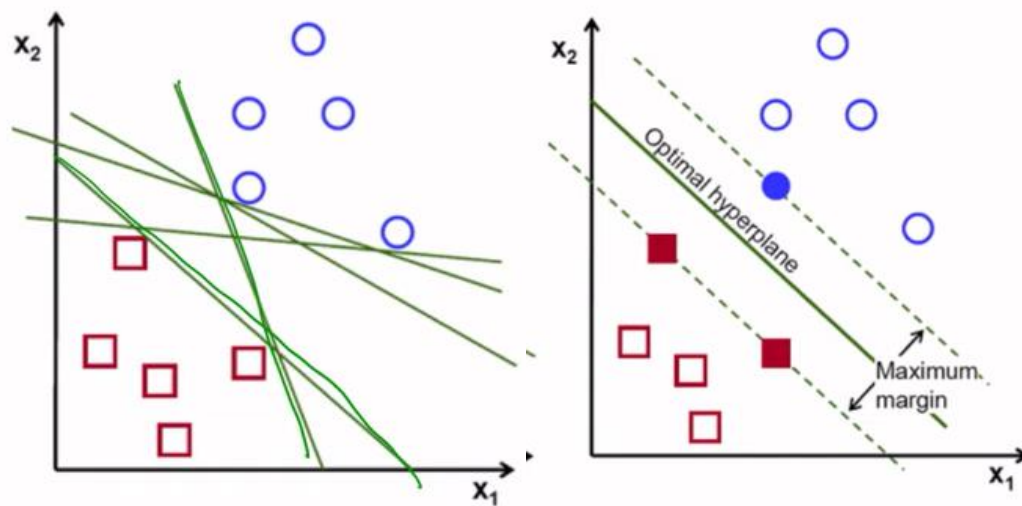 x₂
x₁
x₂
Optimal hyperplane
Maximum
margin
x₁